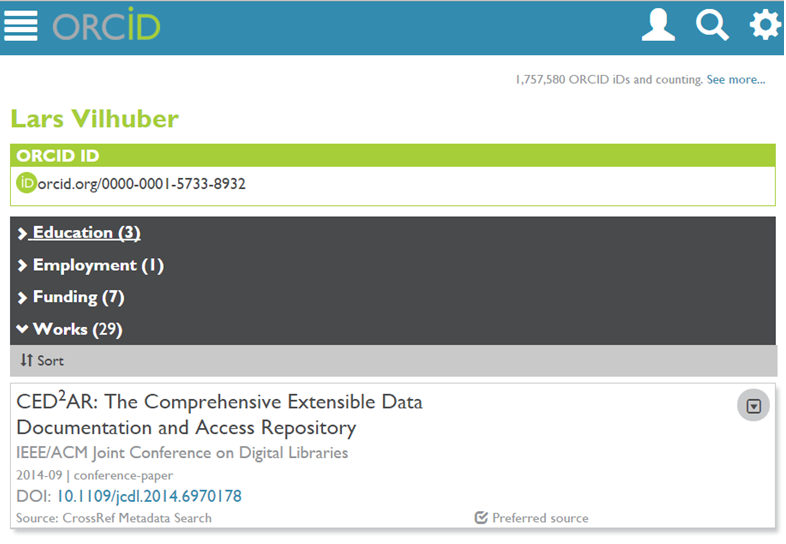 ORCiD
1,757,580 ORCID iDs and counting. See more...
Lars Vilhuber
ORCID ID
iD orcid.org/0000-0001-5733-8932
Education (3)
Employment (1)
Funding (7)
Works (29)
Sort
CED²AR: The Comprehensive Extensible Data
Documentation and Access Repository
IEEE/ACM Joint Conference on Digital Libraries
2014-09 | conference-paper
DOI: 10.1109/jcdl.2014.6970178
Source: CrossRef Metadata Search Preferred source